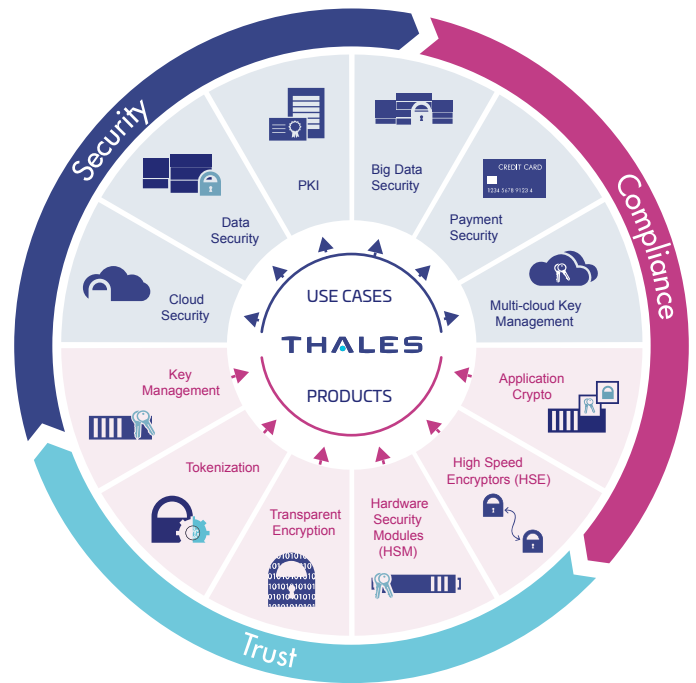 Security
Compliance
Trust
PKI
Big Data
Security
CREDIT CARD
1234 5678 9123 4
Data
Security
Payment
Security
Cloud
Security
Multi-cloud Key
Management
USE CASES
THALES
PRODUCTS
Key
Management
Application
Crypto
Tokenization
High Speed
Encryptors (HSE)
Transparent
Encryption
Hardware
Security
Modules
(HSM)